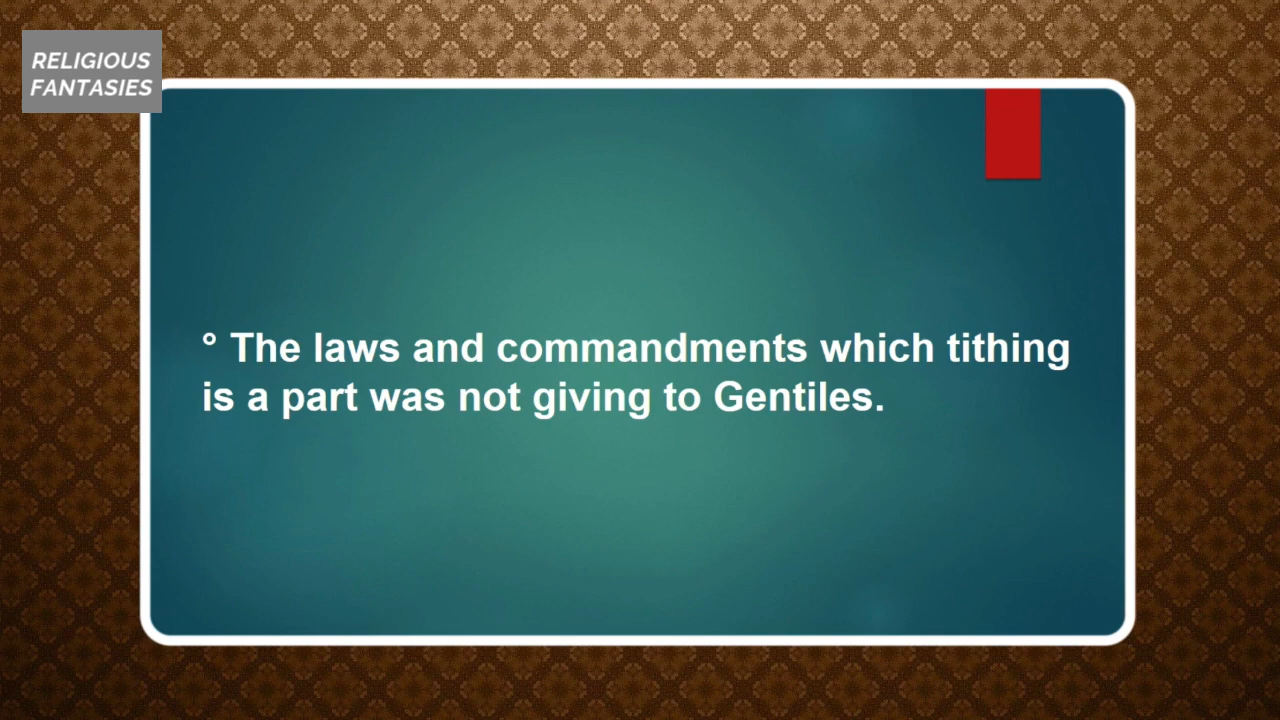 RELIGIOUS
FANTASIES
° The laws and commandments which tithing
is a part was not giving to Gentiles.